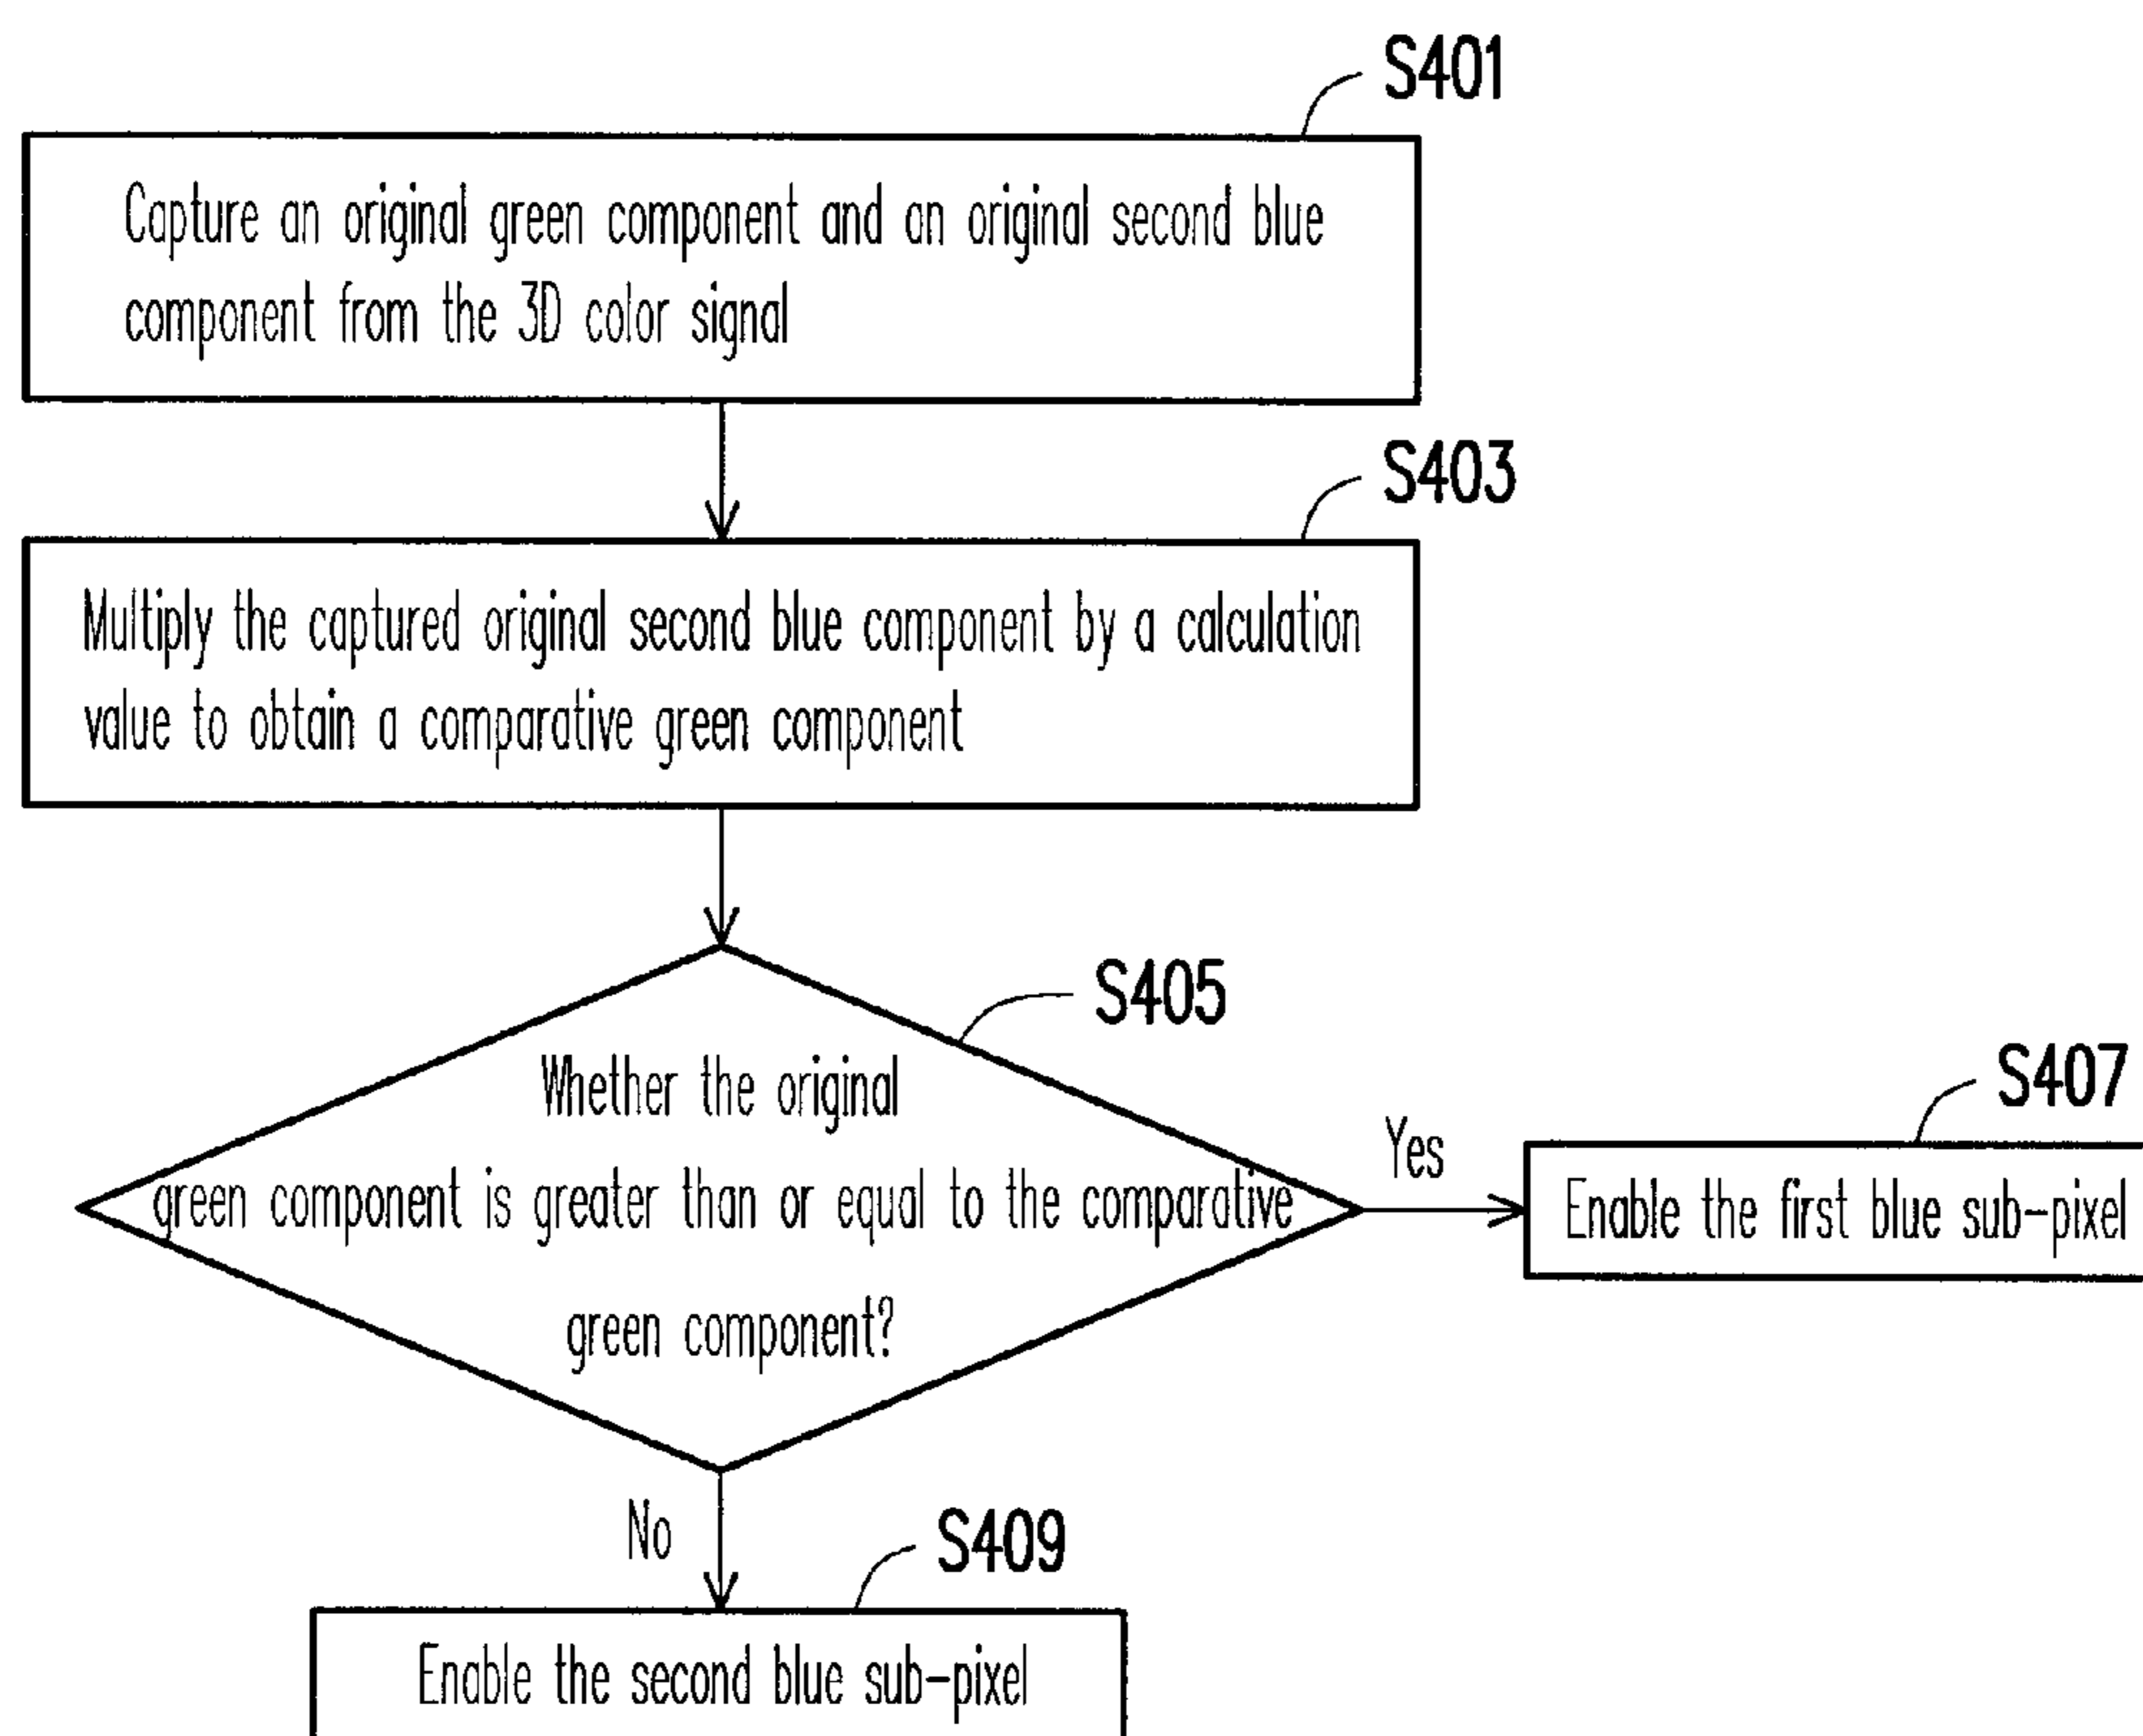 S401
Capture an original green component and an original second blue
component from the 3D color signal
S403
Multiply the captured original second blue component by a calculation
value to obtain a comparative green component
S405
Whether the original
green component is greater than or equal to the comparative
green component?
Yes
S407
Enable the first blue sub-pixel
No
S409
Enable the second blue sub-pixel